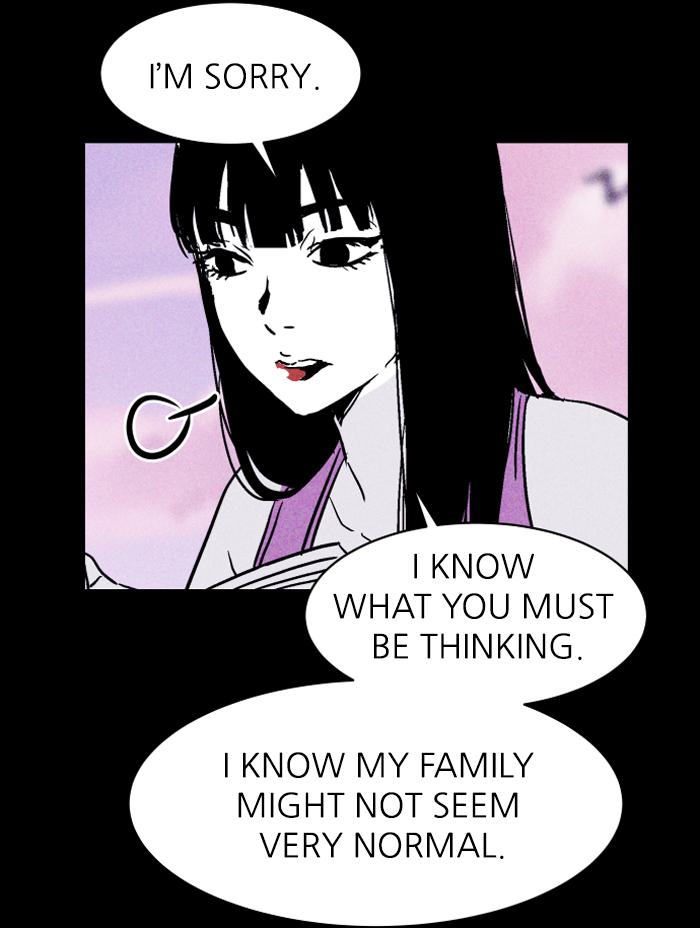 I'M SORRY.
I KNOW
WHAT YOU MUST
BE THINKING.
I KNOW MY FAMILY
MIGHT NOT SEEM
VERY NORMAL.